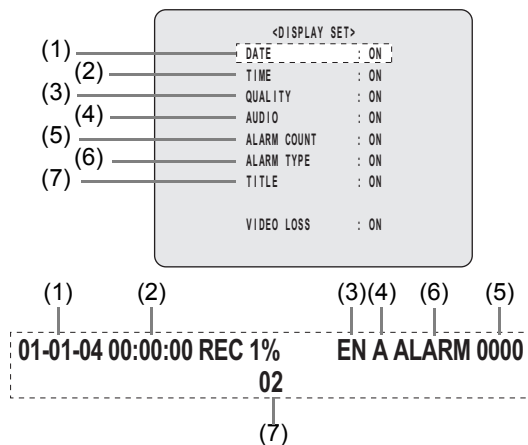 <DISPLAY SET>
(1) DATE : ON
(2) TIME : ON
(3) QUALITY : ON
(4) AUDIO : ON
(5) ALARM COUNT : ON
(6) ALARM TYPE : ON
(7) TITLE : ON
VIDEO LOSS : ON
(1) (2) (3)(4) (6) (5)
01-01-04 00:00:00 REC 1% EN A ALARM 0000
02
(7)